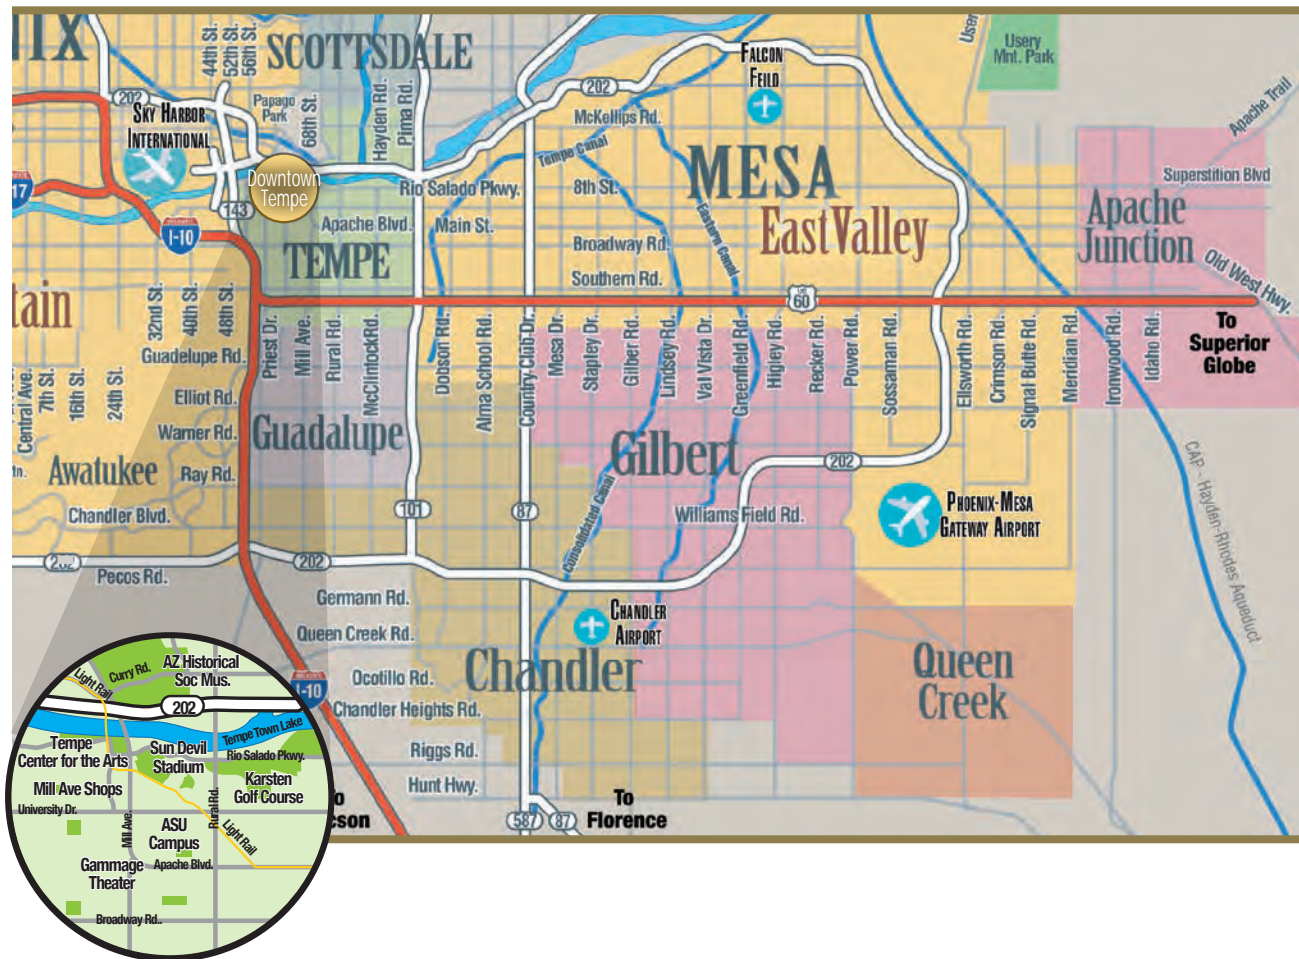 NIX
44th St.
52th St.
56th St.
SCOTTSDALE
FALCON
FEILD
User
Usery
Mnt. Park
202
SKY HARBOR
INTERNATIONAL
Papago
Park
68th St.
Hayden Rd.
Pima Rd.
202
McKellips Rd.
Apache Trail
Tempe Canal
MESA
EastValley
17
Downtown
Tempe
Rio Salado Pkwy.
8th St.
Eastern Canal
Superstition Blvd
Apache
Junction
143
I-10
Apache Blvd.
Main St.
Broadway Rd.
Southern Rd.
TEMPE
Old West Hwy.
US
60
tain
32nd St.
40th St.
48th St.
Priest Dr.
Mill Ave.
Rural Rd.
McClintockRd.
Dobson Rd.
Alma School Rd.
Country Club Dr.
Mesa Dr.
Stapley Dr.
Gilber Rd.
Lindsey Rd.
Val Vista Dr.
Greenfield Rd.
Higley Rd.
Recker Rd.
Power Rd.
Sossaman Rd.
Ellsworth Rd.
Crimson Rd.
Signal Butte Rd.
Meridian Rd.
Ironwood Rd.
Idaho Rd.
To
Superior
Globe
Guadelupe Rd.
Central Ave.
7th St.
16th St.
24th St.
Elliot Rd.
Warner Rd.
Ray Rd.
Guadalupe
Gilbert
Awatukee
Chandler Blvd.
101
87
202
Consolidated Canal
Williams Field Rd.
PHOENIX-MESA
GATEWAY AIRPORT
CAP - Hayden-Rhodes Aqueduct
202
202
Pecos Rd.
Germann Rd.
Queen Creek Rd.
CHANDLER
AIRPORT
Ocotillo Rd.
Chandler
Queen
Creek
I-10
Chandler Heights Rd.
Riggs Rd.
Hunt Hwy.
To
cson
587
87
To
Florence
Light Rail
Curry Rd.
AZ Historical
Soc Mus.
202
Tempe Town Lake
Tempe
Center for the Arts
Sun Devil
Stadium
Rio Salado Pkwy.
Mill Ave Shops
Karsten
Golf Course
University Dr.
Mill Ave.
ASU
Campus
Rural Rd.
Light Rail
Gammage
Theater
Apache Blvd.
Broadway Rd..